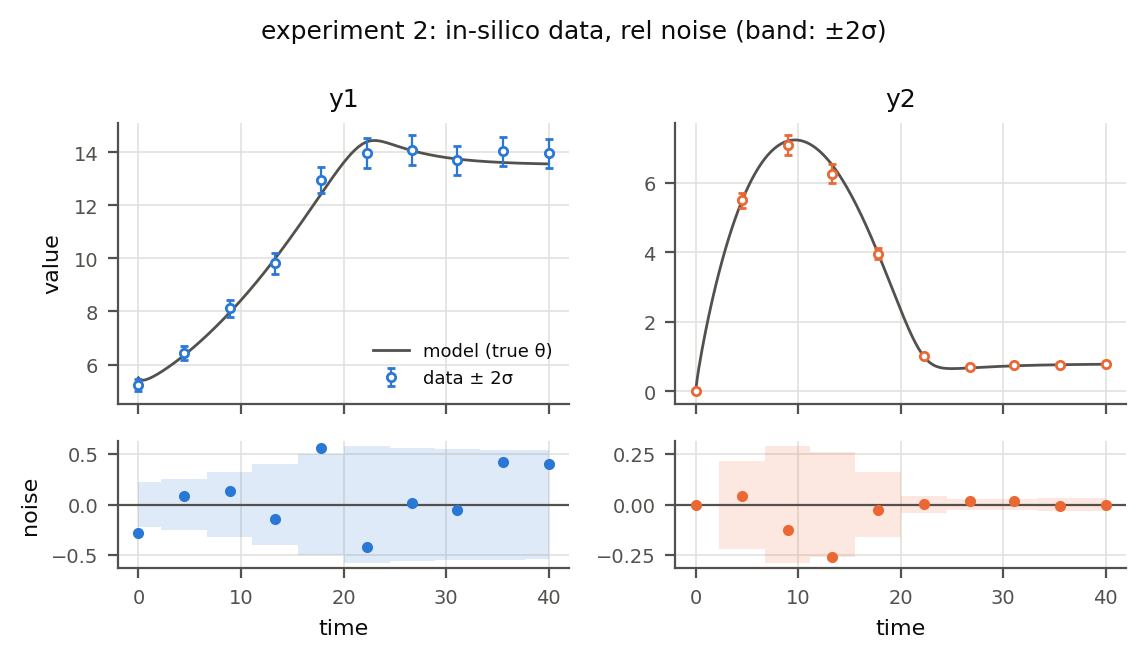 experiment 2: in-silico data, rel noise (band: ±2σ)
y1
y2
value
14
12
10
8
6
model (true θ)
data ± 2σ
6
4
2
0
noise
0.5
0.0
−0.5
0.25
0.00
−0.25
0 10 20 30 40
0 10 20 30 40
time
time